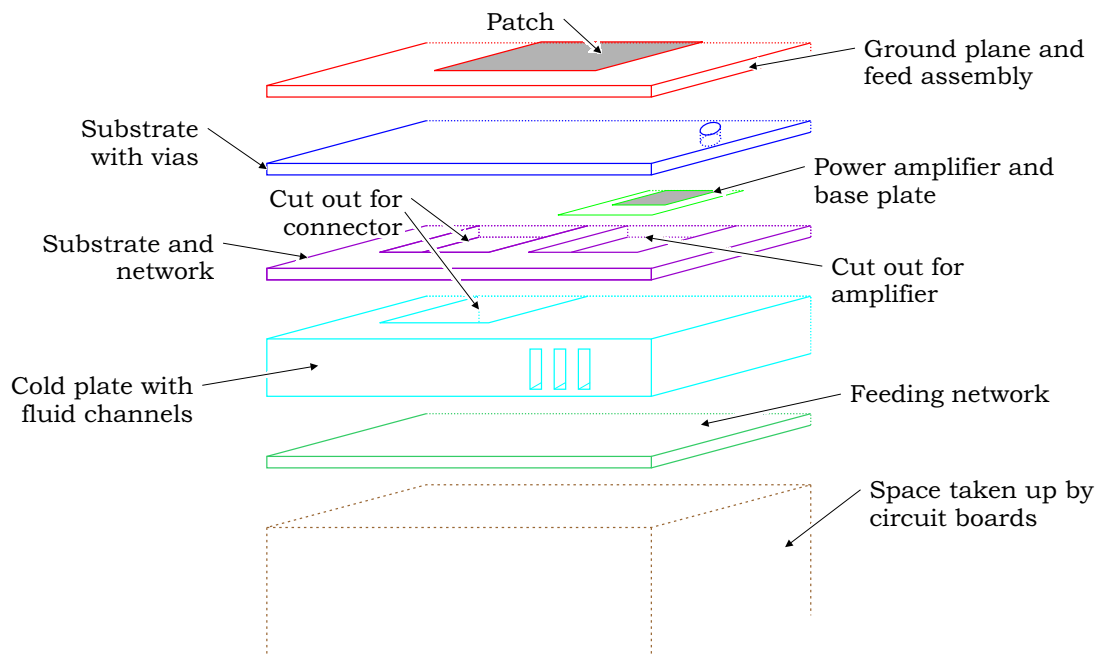 Patch
Ground plane and
feed assembly
Substrate
with vias
Power amplifier and
base plate
Cut out for
connector
Substrate and
network
Cut out for
amplifier
Cold plate with
fluid channels
Feeding network
Space taken up by
circuit boards